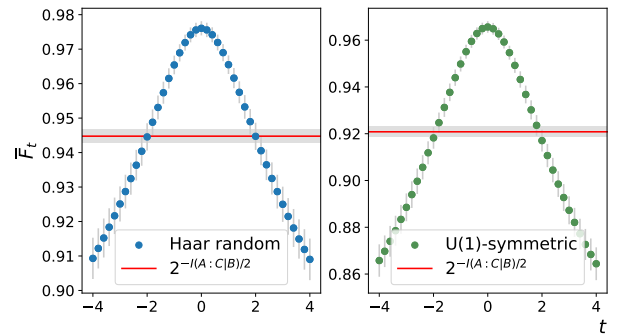 0.98
0.97
0.96
0.95
0.94
0.93
0.92
0.91
0.90
F̅_t
−4 −2 0 2 4
Haar random
2^{−I(A : C|B)/2}
0.96
0.94
0.92
0.90
0.88
0.86
−4 −2 0 2 4
t
U(1)-symmetric
2^{−I(A : C|B)/2}